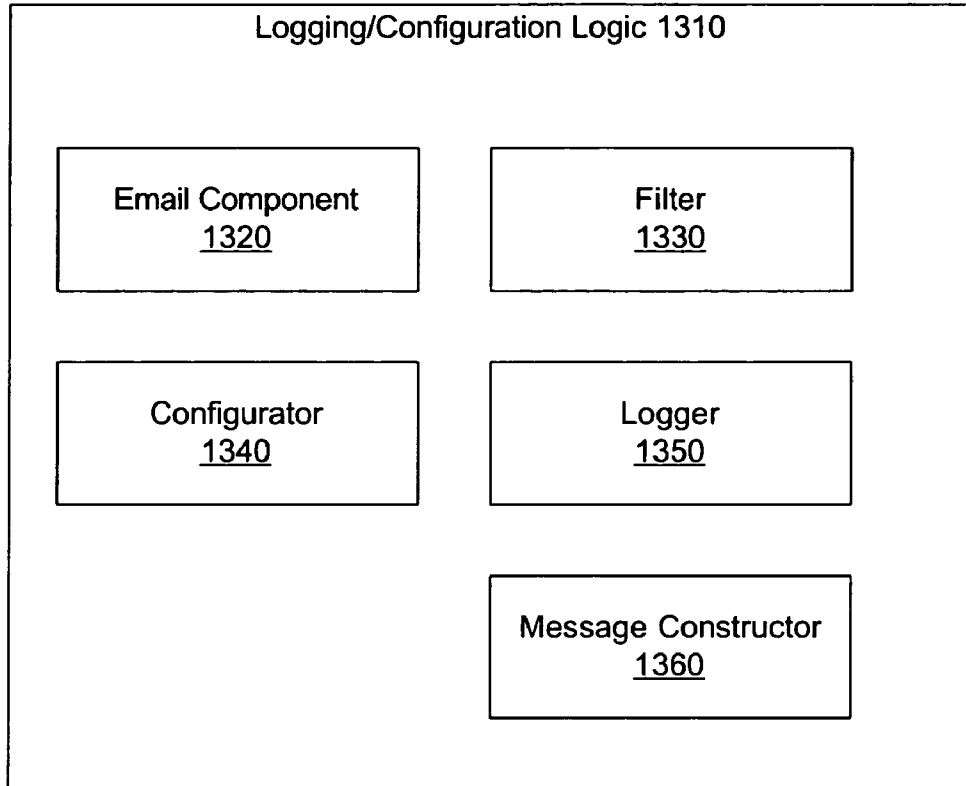 Logging/Configuration Logic 1310
Email Component
1320
Filter
1330
Configurator
1340
Logger
1350
Message Constructor
1360